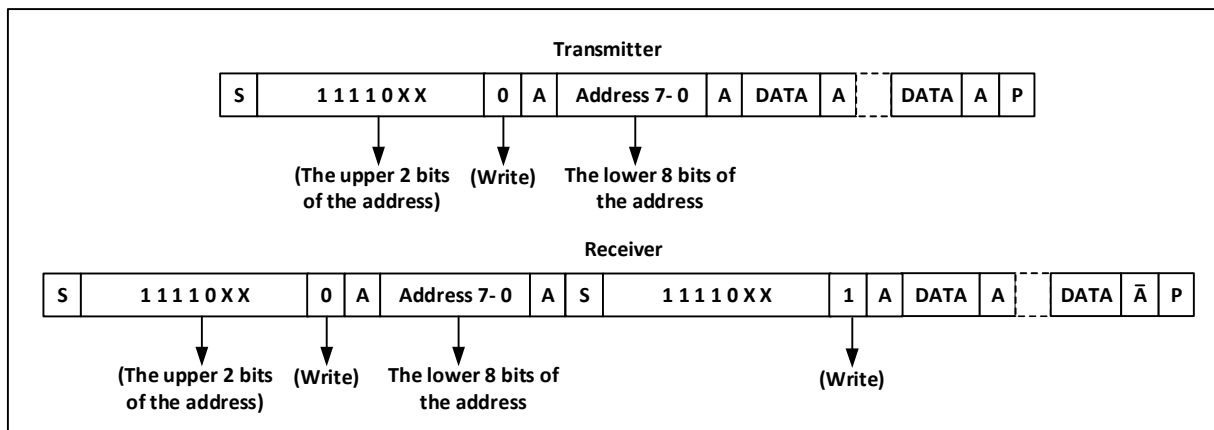 Transmitter
S 1 1 1 1 0 X X 0 A Address 7- 0 A DATA A DATA A P
(The upper 2 bits of the address) (Write) The lower 8 bits of the address
Receiver
S 1 1 1 1 0 X X 0 A Address 7- 0 A S 1 1 1 1 0 X X 1 A DATA A DATA Ā P
(The upper 2 bits of the address) (Write) The lower 8 bits of the address (Write)